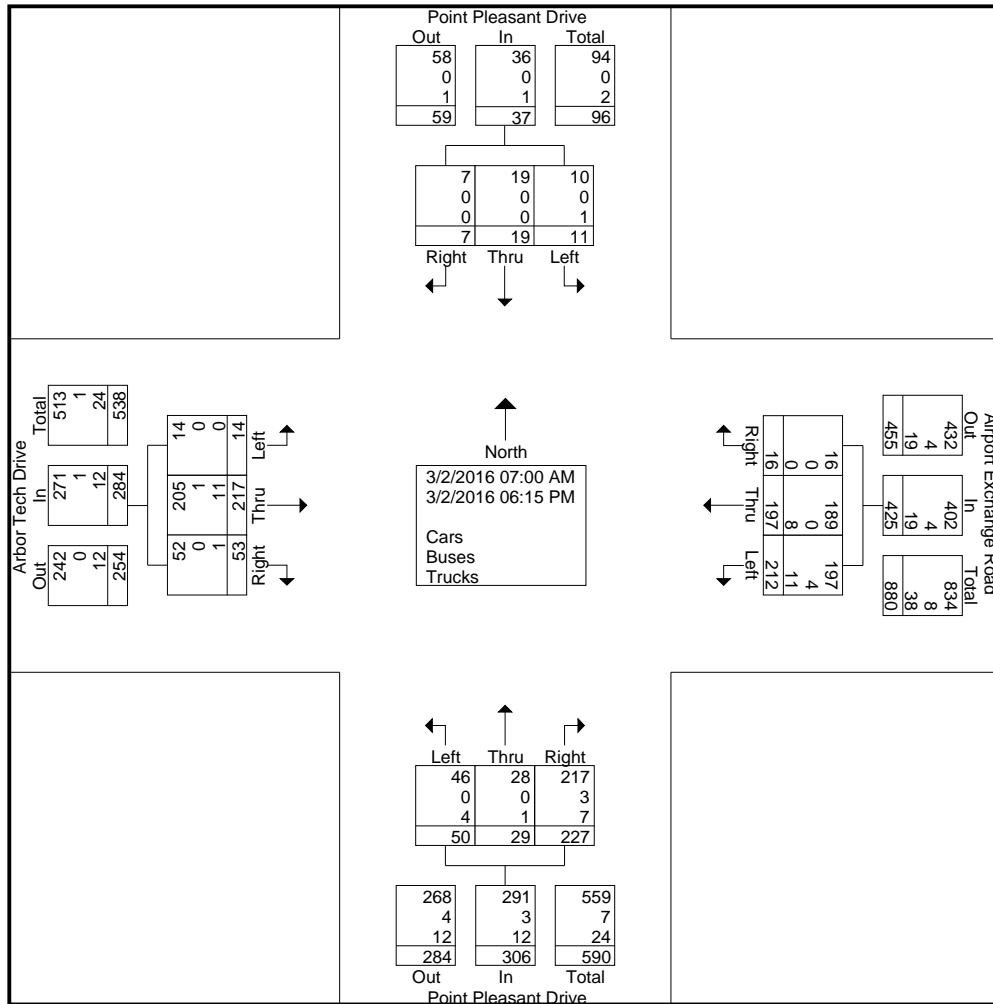 Point Pleasant Drive
Out In Total
58 36 94
0 0 0
1 1 2
59 37 96
7 19 10
0 0 0
0 0 1
7 19 11
Right Thru Left
Arbor Tech Drive
Total
513 1 24 538
In
271 1 12 284
Out
242 0 12 254
14 0 0 14
Left
205 1 11 217
Thru
52 0 1 53
Right
North
3/2/2016 07:00 AM
3/2/2016 06:15 PM
Cars
Buses
Trucks
Right
16 0 0 16
Thru
189 0 8 197
Left
197 4 11 212
Airport Exchange Road
Out
432 4 19 455
In
402 4 19 425
Total
834 8 38 880
Left Thru Right
46 28 217
0 0 3
4 1 7
50 29 227
268 291 559
4 3 7
12 12 24
284 306 590
Out In Total
Point Pleasant Drive